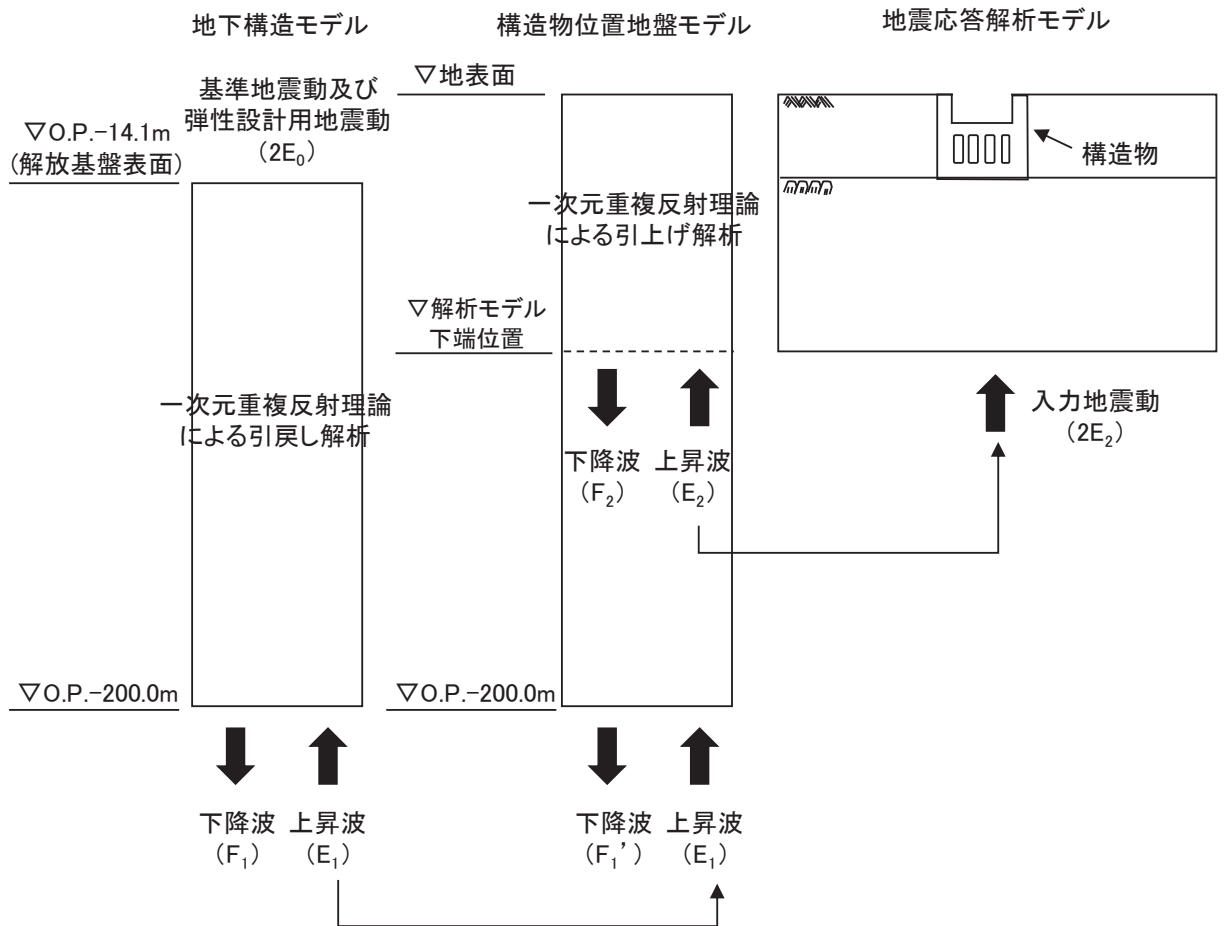 地下構造モデル
基準地震動及び
弾性設計用地震動
(2E₀)
▽O.P.-14.1m
(解放基盤表面)
一次元重複反射理論
による引戻し解析
▽O.P.-200.0m
下降波 上昇波
(F₁) (E₁)
構造物位置地盤モデル
▽地表面
一次元重複反射理論
による引上げ解析
▽解析モデル
下端位置
下降波 上昇波
(F₂) (E₂)
▽O.P.-200.0m
下降波 上昇波
(F₁’) (E₁)
地震応答解析モデル
構造物
入力地震動
(2E₂)